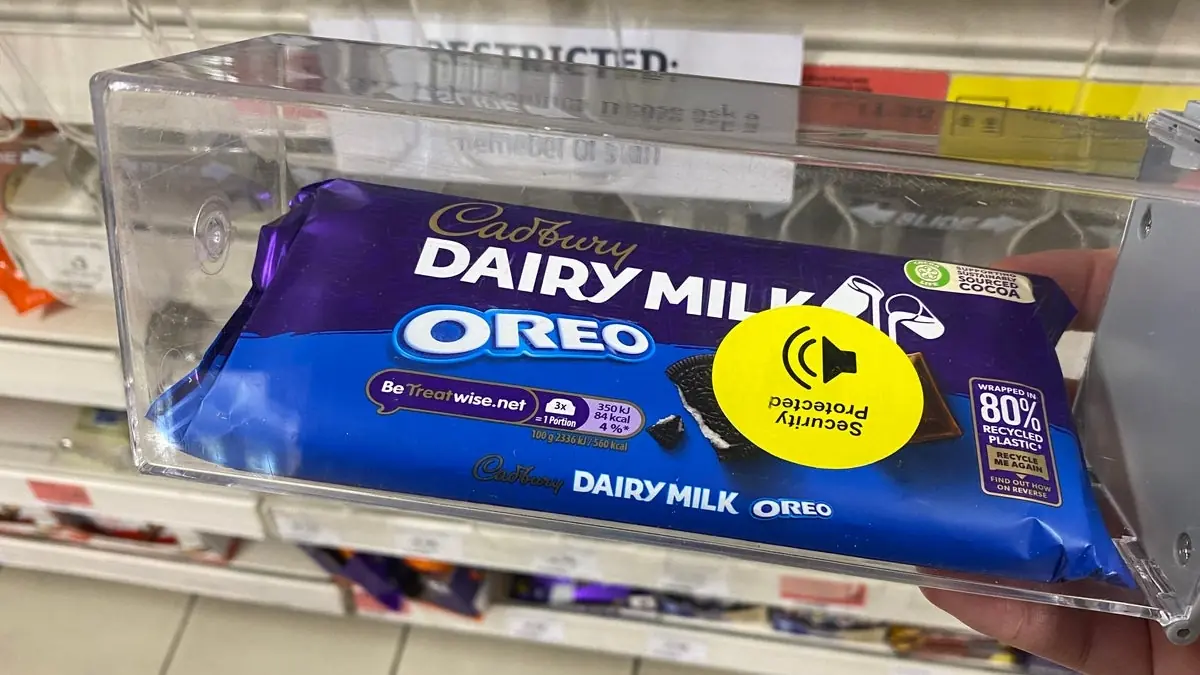 RESTRICTED:
member of staff
Cadbury
DAIRY MILK
OREO
SUPPORTING
SUSTAINABLY
SOURCED
COCOA
Be Treatwise.net
3x
= 1 Portion
350 kJ
84 kcal
4 %*
100 g 2336 kJ / 560 kcal
Security
Protected
WRAPPED IN
80%
RECYCLED
PLASTIC‡
RECYCLE
ME AGAIN
FIND OUT HOW
ON REVERSE
Cadbury DAIRY MILK OREO